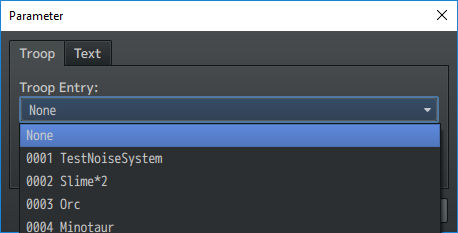 Parameter
Troop Text
Troop Entry:
None
None
0001 TestNoiseSystem
0002 Slime*2
0003 Orc
0004 Minotaur